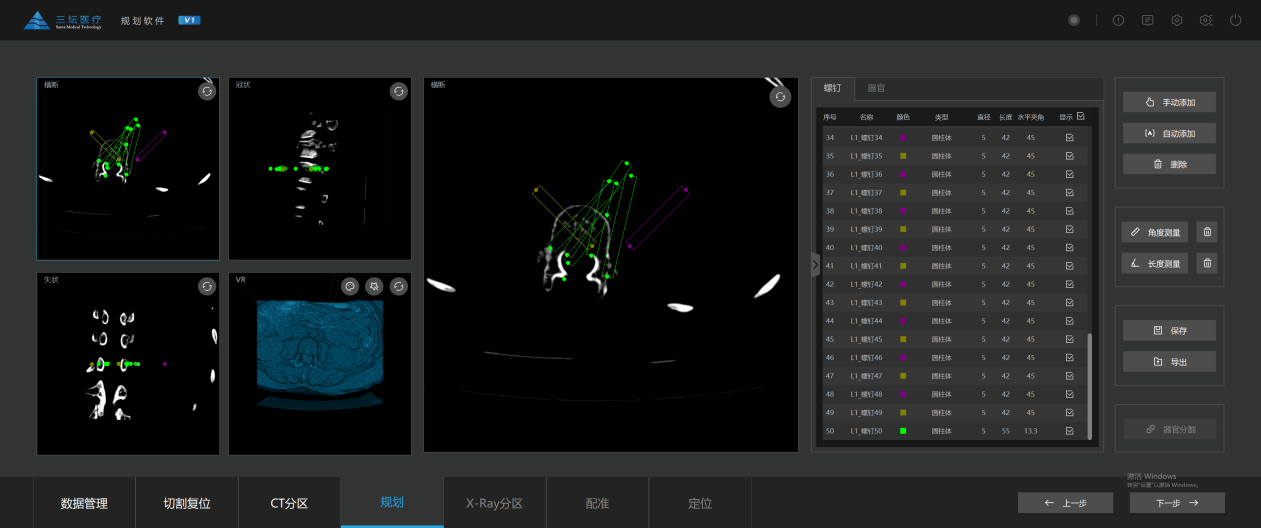 三坛医疗
Santa Medical Technology
规划软件
V1
横断
冠状
横断
矢状
VR
螺钉
器官
序号 名称 颜色 类型 直径 长度 水平夹角 显示
34 L1_螺钉34 圆柱体 5 42 45
35 L1_螺钉35 圆柱体 5 42 45
36 L1_螺钉36 圆柱体 5 42 45
37 L1_螺钉37 圆柱体 5 42 45
38 L1_螺钉38 圆柱体 5 42 45
39 L1_螺钉39 圆柱体 5 42 45
40 L1_螺钉40 圆柱体 5 42 45
41 L1_螺钉41 圆柱体 5 42 45
42 L1_螺钉42 圆柱体 5 42 45
43 L1_螺钉43 圆柱体 5 42 45
44 L1_螺钉44 圆柱体 5 42 45
45 L1_螺钉45 圆柱体 5 42 45
46 L1_螺钉46 圆柱体 5 42 45
47 L1_螺钉47 圆柱体 5 42 45
48 L1_螺钉48 圆柱体 5 42 45
49 L1_螺钉49 圆柱体 5 42 45
50 L1_螺钉50 圆柱体 5 55 13.3
手动添加
自动添加
删除
角度测量
长度测量
保存
导出
器官分割
激活 Windows
转到"设置"以激活 Windows。
数据管理
切割复位
CT分区
规划
X-Ray分区
配准
定位
上一步
下一步